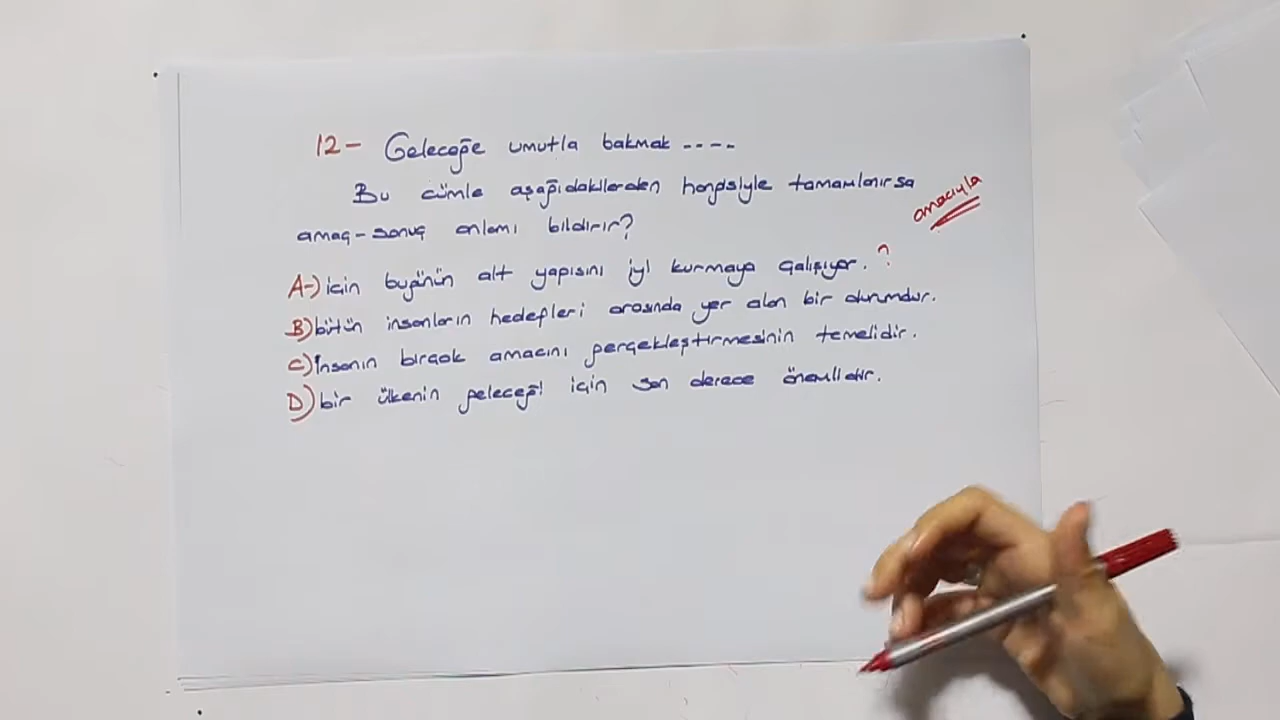 12- Geleceğe umutla bakmak ----
Bu cümle aşağıdakilerden hangisiyle tamamlanırsa
amacıyla
amaç-sonuç anlamı bildirir?
A-) için bugünün alt yapısını iyi kurmaya çalışıyor. ?
B) bütün insanların hedefleri arasında yer alan bir durumdur.
C) İnsanın birçok amacını gerçekleştirmesinin temelidir.
D) bir ülkenin geleceği için son derece önemlidir.